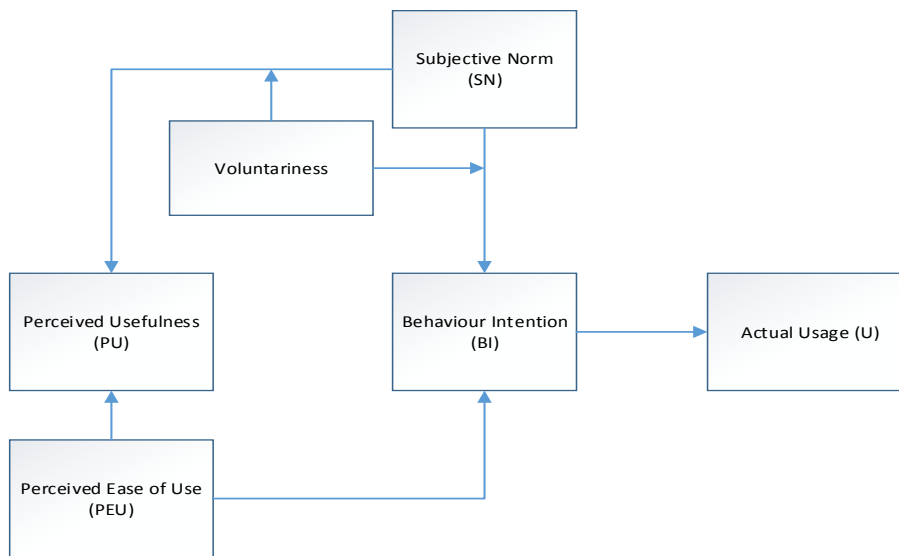 Subjective Norm
(SN)
Voluntariness
Perceived Usefulness
(PU)
Behaviour Intention
(BI)
Actual Usage (U)
Perceived Ease of Use
(PEU)